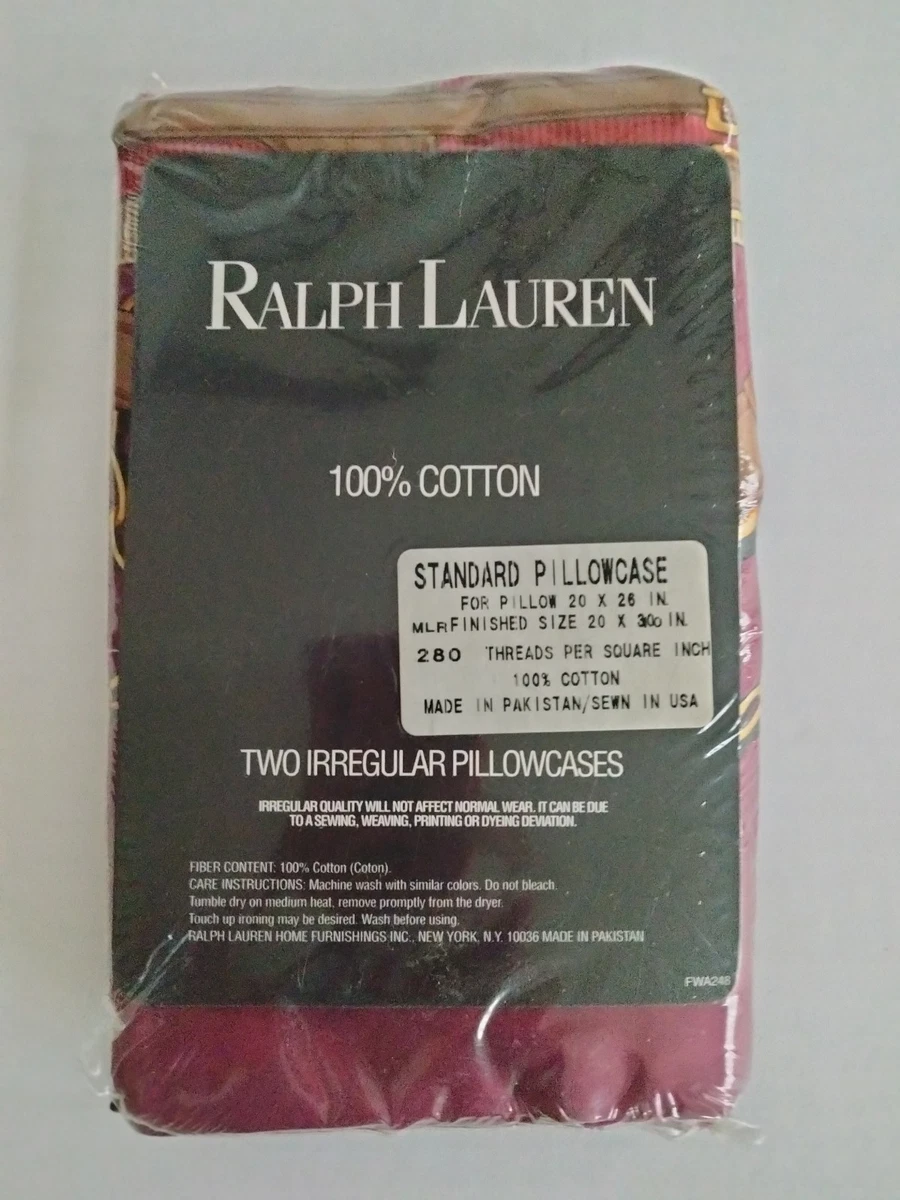 RALPH LAUREN
100% COTTON
STANDARD PILLOWCASE
FOR PILLOW 20 X 26 IN.
MLR FINISHED SIZE 20 X IN.
280 THREADS PER SQUARE INCH
100% COTTON
MADE IN PAKISTAN/SEWN IN USA
TWO IRREGULAR PILLOWCASES
IRREGULAR QUALITY WILL NOT AFFECT NORMAL WEAR. IT CAN BE DUE
TO A SEWING, WEAVING, PRINTING OR DYEING DEVIATION.
FIBER CONTENT: 100% Cotton (Coton).
CARE INSTRUCTIONS: Machine wash with similar colors. Do not bleach.
Tumble dry on medium heat, remove promptly from the dryer.
Touch up ironing may be desired. Wash before using.
RALPH LAUREN HOME FURNISHINGS INC., NEW YORK, N.Y. 10036 MADE IN PAKISTAN
FWA248